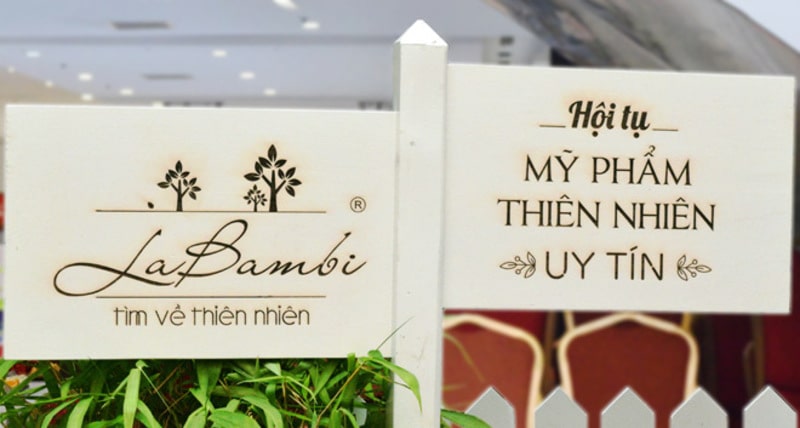 ®
LaBambi
tìm về thiên nhiên
Hội tụ
MỸ PHẨM
THIÊN NHIÊN
UY TÍN